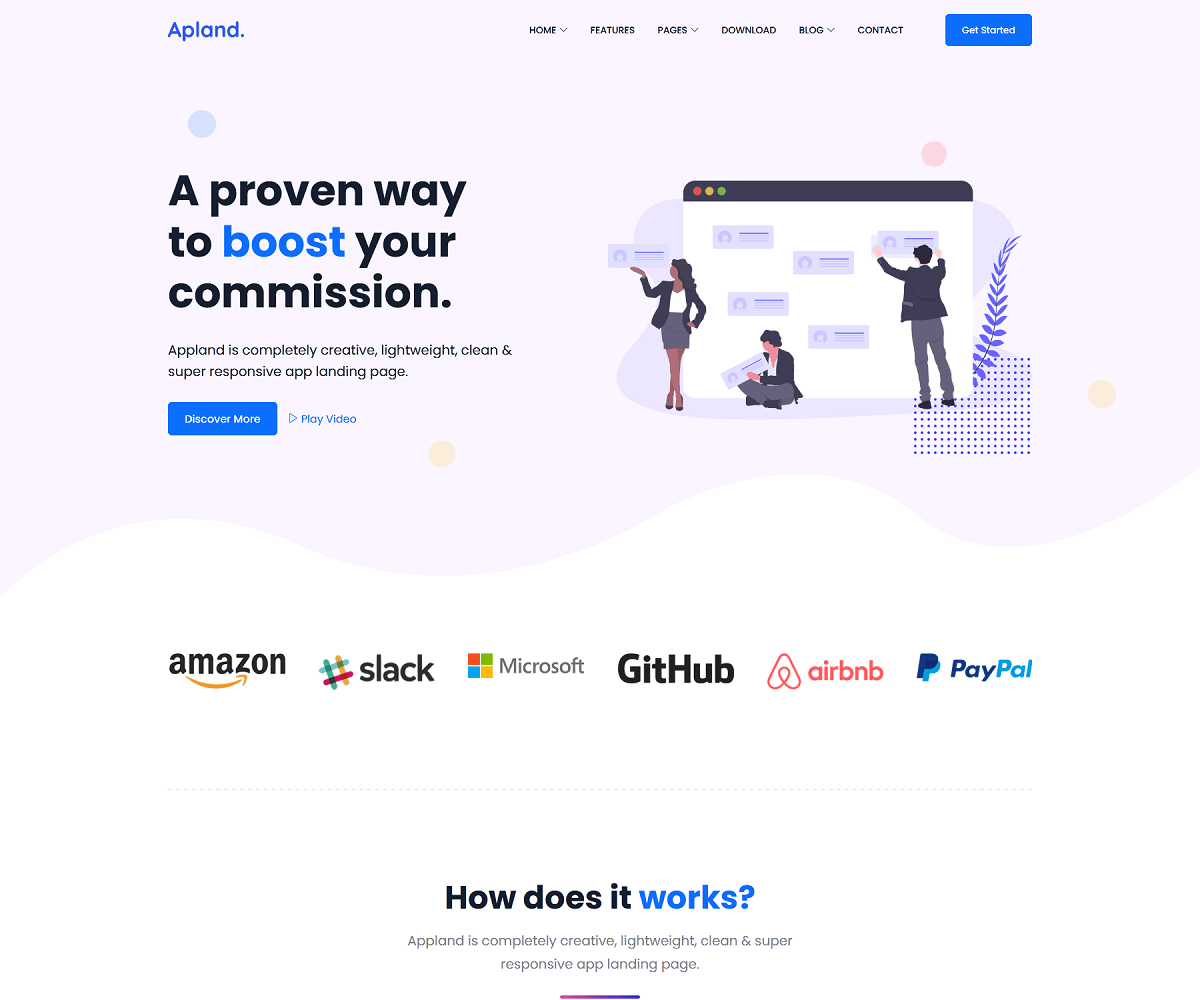 Apland.
HOME FEATURES PAGES DOWNLOAD BLOG CONTACT Get Started
A proven way
to boost your
commission.
Appland is completely creative, lightweight, clean &
super responsive app landing page.
Discover More Play Video
amazon slack Microsoft GitHub airbnb PayPal
How does it works?
Appland is completely creative, lightweight, clean & super
responsive app landing page.